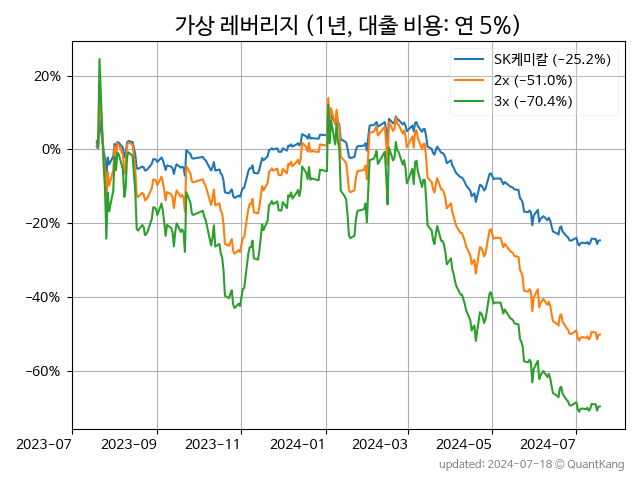 가상 레버리지 (1년, 대출 비용: 연 5%)
SK케미칼 (−25.2%)
2x (−51.0%)
3x (−70.4%)
20%
0%
−20%
−40%
−60%
2023-07 2023-09 2023-11 2024-01 2024-03 2024-05 2024-07
updated: 2024-07-18 © QuantKang